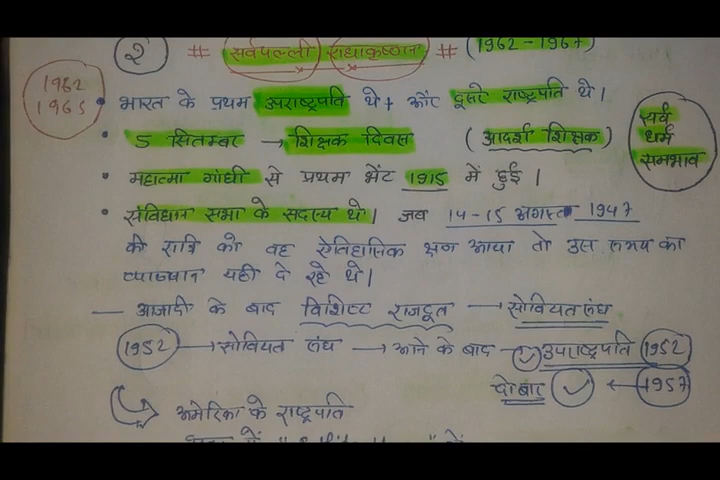 २ # सर्वपल्ली राधाकृष्णन # (1962-1967)
1962
1965
• भारत के प्रथम उपराष्ट्रपति थे + और दूसरे राष्ट्रपति थे।
• 5 सितम्बर → शिक्षक दिवस (आदर्श शिक्षक)
सर्व
धर्म
समभाव
• महात्मा गांधी से प्रथम भेंट 1915 में हुई।
• संविधान सभा के सदस्य थे। जब 14-15 अगस्त 1947
की रात्रि को वह ऐतिहासिक क्षण आया तो उस समय का
व्याख्यान यही दे रहे थे।
— आजादी के बाद विशिष्ट राजदूत → सोवियत संघ
1952 → सोवियत संघ → आने के बाद → उपराष्ट्रपति 1952
दो बार ← 1957
अमेरिका के राष्ट्रपति